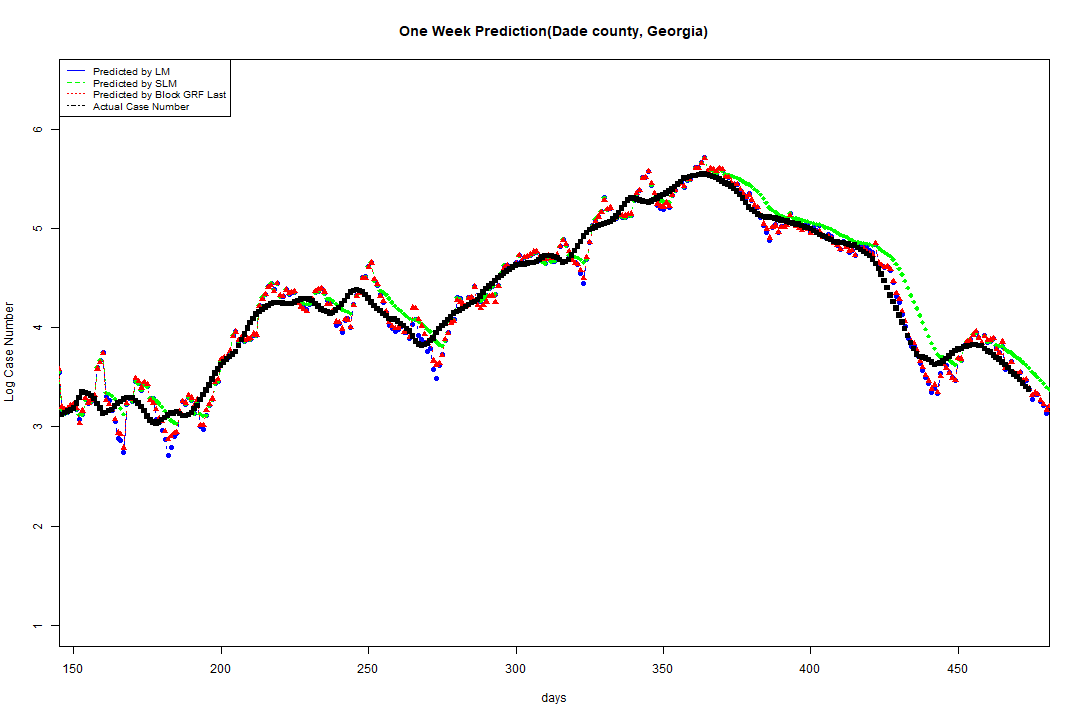 One Week Prediction(Dade county, Georgia)
Predicted by LM
Predicted by SLM
Predicted by Block GRF Last
Actual Case Number
6
5
4
3
2
1
Log Case Number
150 200 250 300 350 400 450
days